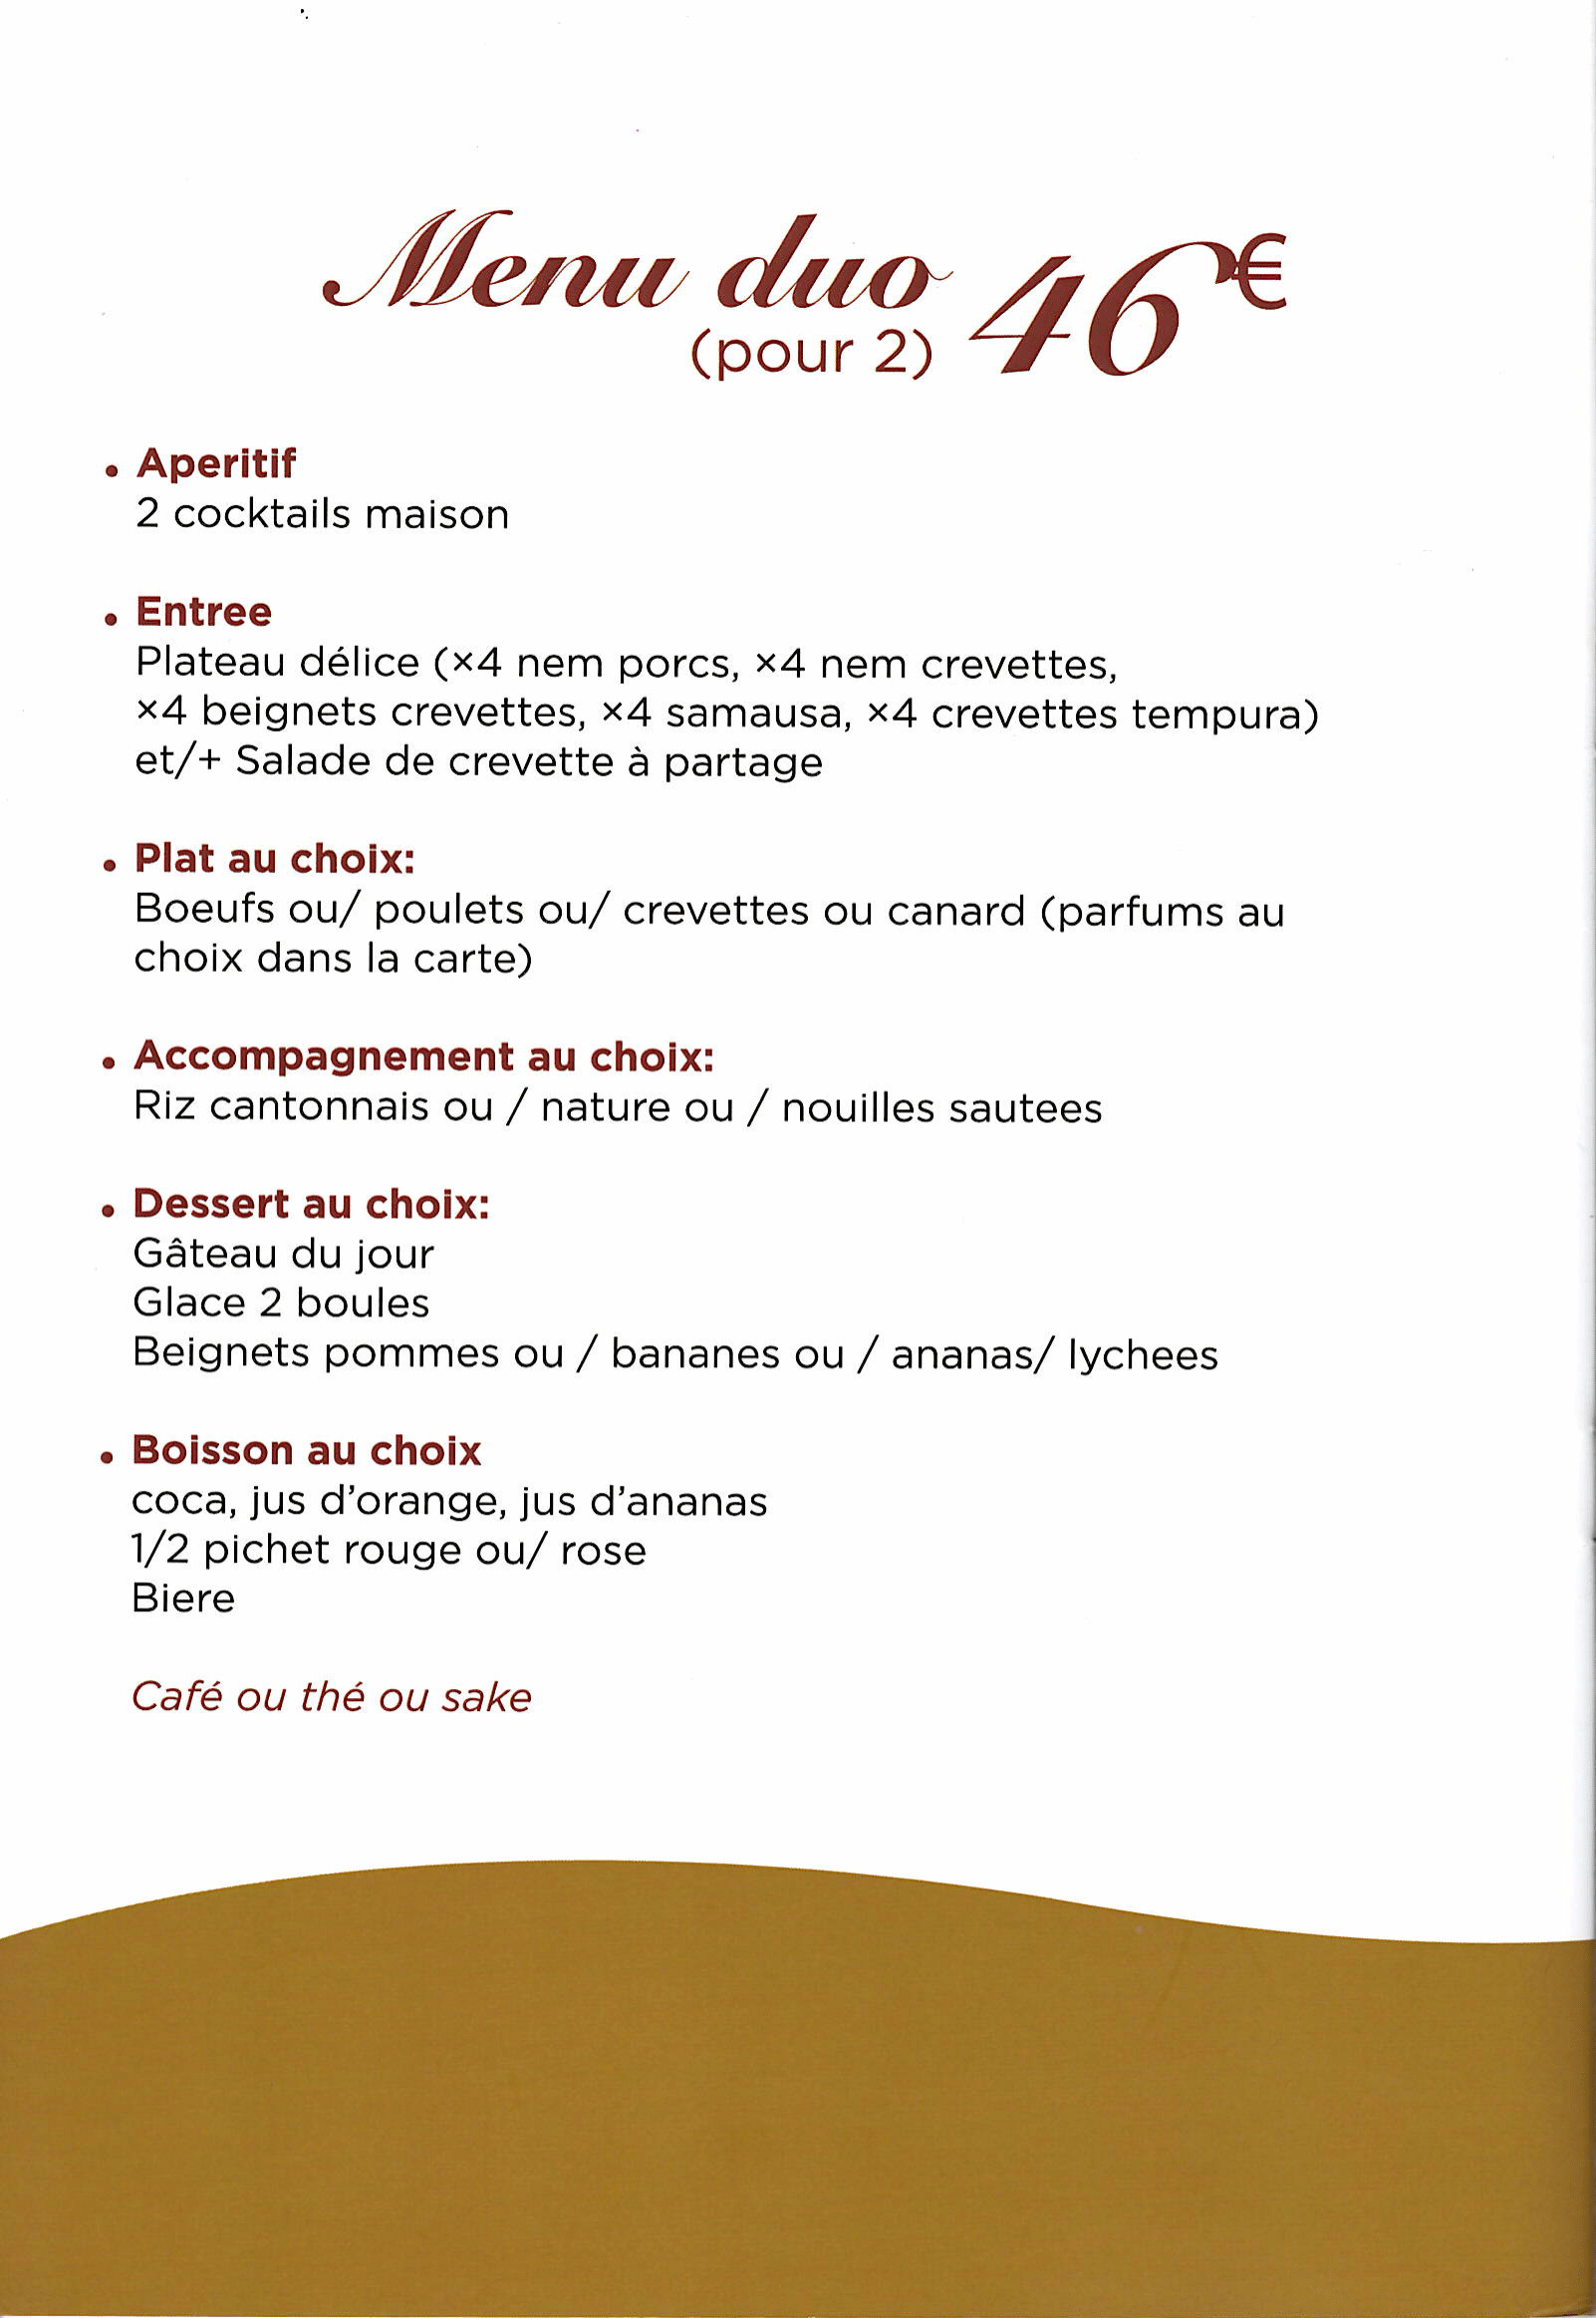 Menu duo 46€
(pour 2)
• Aperitif
2 cocktails maison
• Entree
Plateau délice (×4 nem porcs, ×4 nem crevettes,
×4 beignets crevettes, ×4 samausa, ×4 crevettes tempura)
et/+ Salade de crevette à partage
• Plat au choix:
Boeufs ou/ poulets ou/ crevettes ou canard (parfums au
choix dans la carte)
• Accompagnement au choix:
Riz cantonnais ou / nature ou / nouilles sautees
• Dessert au choix:
Gâteau du jour
Glace 2 boules
Beignets pommes ou / bananes ou / ananas/ lychees
• Boisson au choix
coca, jus d'orange, jus d'ananas
1/2 pichet rouge ou/ rose
Biere
Café ou thé ou sake